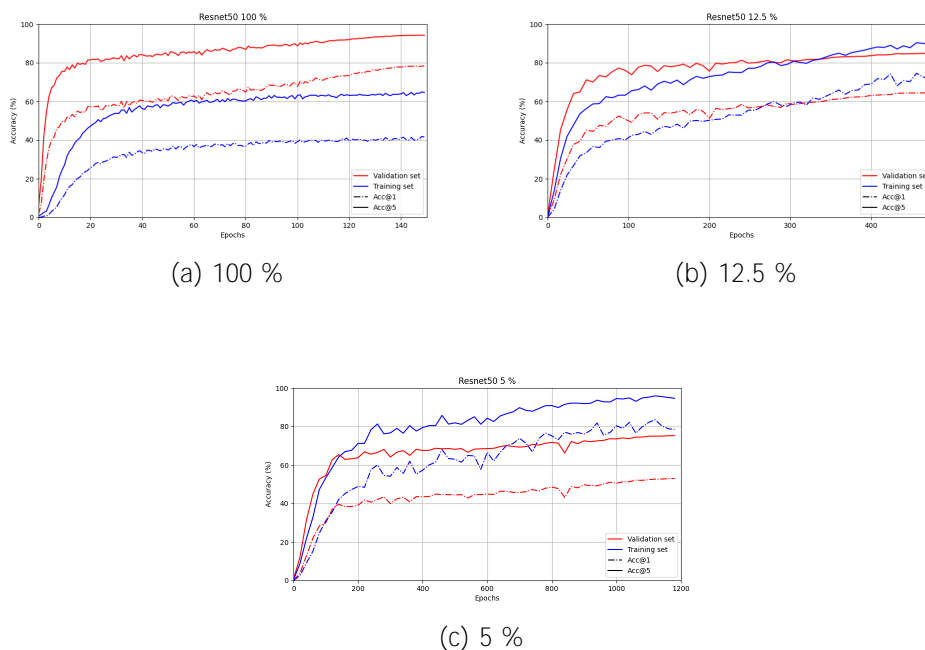 Resnet50 100 %
100
80
60
40
20
0
Accuracy (%)
0 20 40 60 80 100 120 140
Epochs
Validation set
Training set
Acc@1
Acc@5
(a) 100 %
Resnet50 12.5 %
100
80
60
40
20
0
Accuracy (%)
0 100 200 300 400
Epochs
Validation set
Training set
Acc@1
Acc@5
(b) 12.5 %
Resnet50 5 %
100
80
60
40
20
0
Accuracy (%)
0 200 400 600 800 1000 1200
Epochs
Validation set
Training set
Acc@1
Acc@5
(c) 5 %